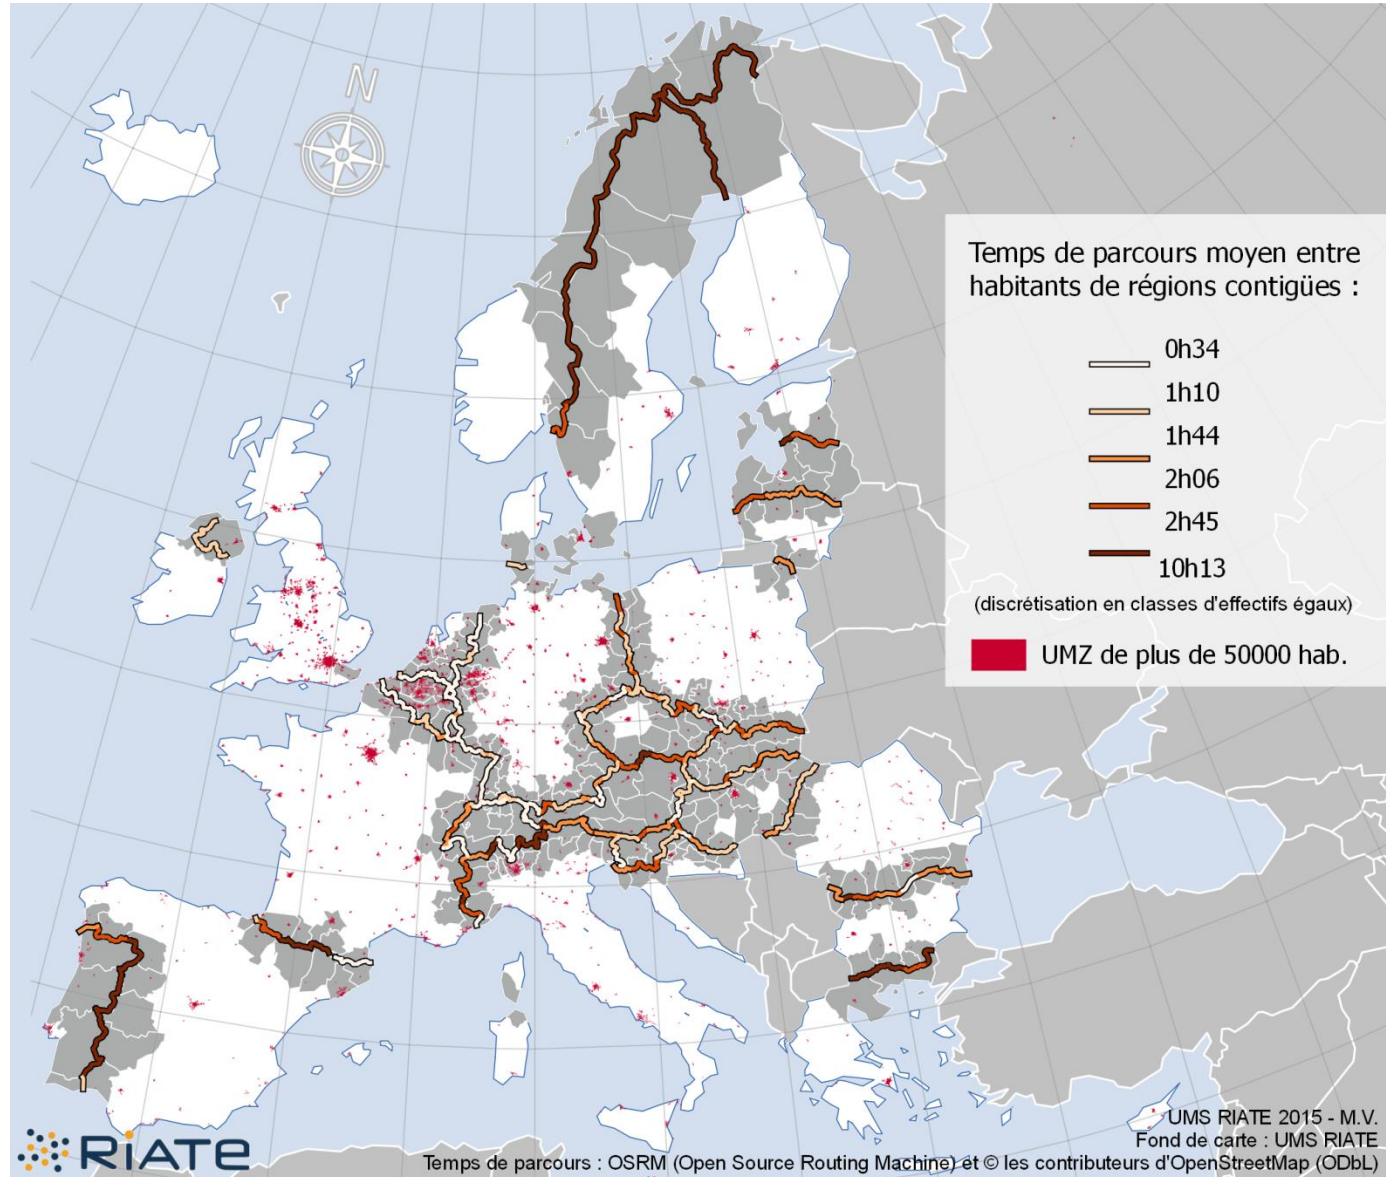 N
Temps de parcours moyen entre
habitants de régions contigües :
0h34
1h10
1h44
2h06
2h45
10h13
(discrétisation en classes d'effectifs égaux)
UMZ de plus de 50000 hab.
RIATE
UMS RIATE 2015 - M.V.
Fond de carte : UMS RIATE
Temps de parcours : OSRM (Open Source Routing Machine) et © les contributeurs d'OpenStreetMap (ODbL)